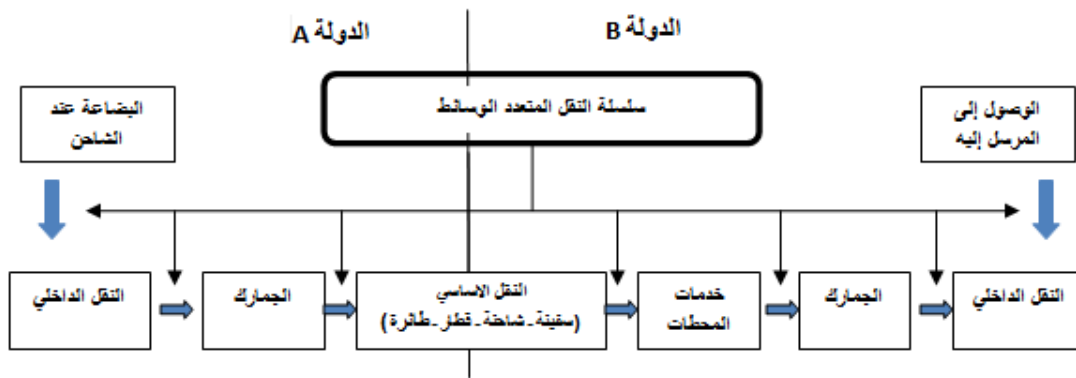 الدولة A
الدولة B
سلسلة النقل المتعدد الوسائط
البضاعة عند
الشاحن
الوصول إلى
المرسل إليه
النقل الداخلي
الجمارك
النقل الاساسي
(سفينة-شاحنة-قطار-طائرة)
خدمات
المحطات
الجمارك
النقل الداخلي